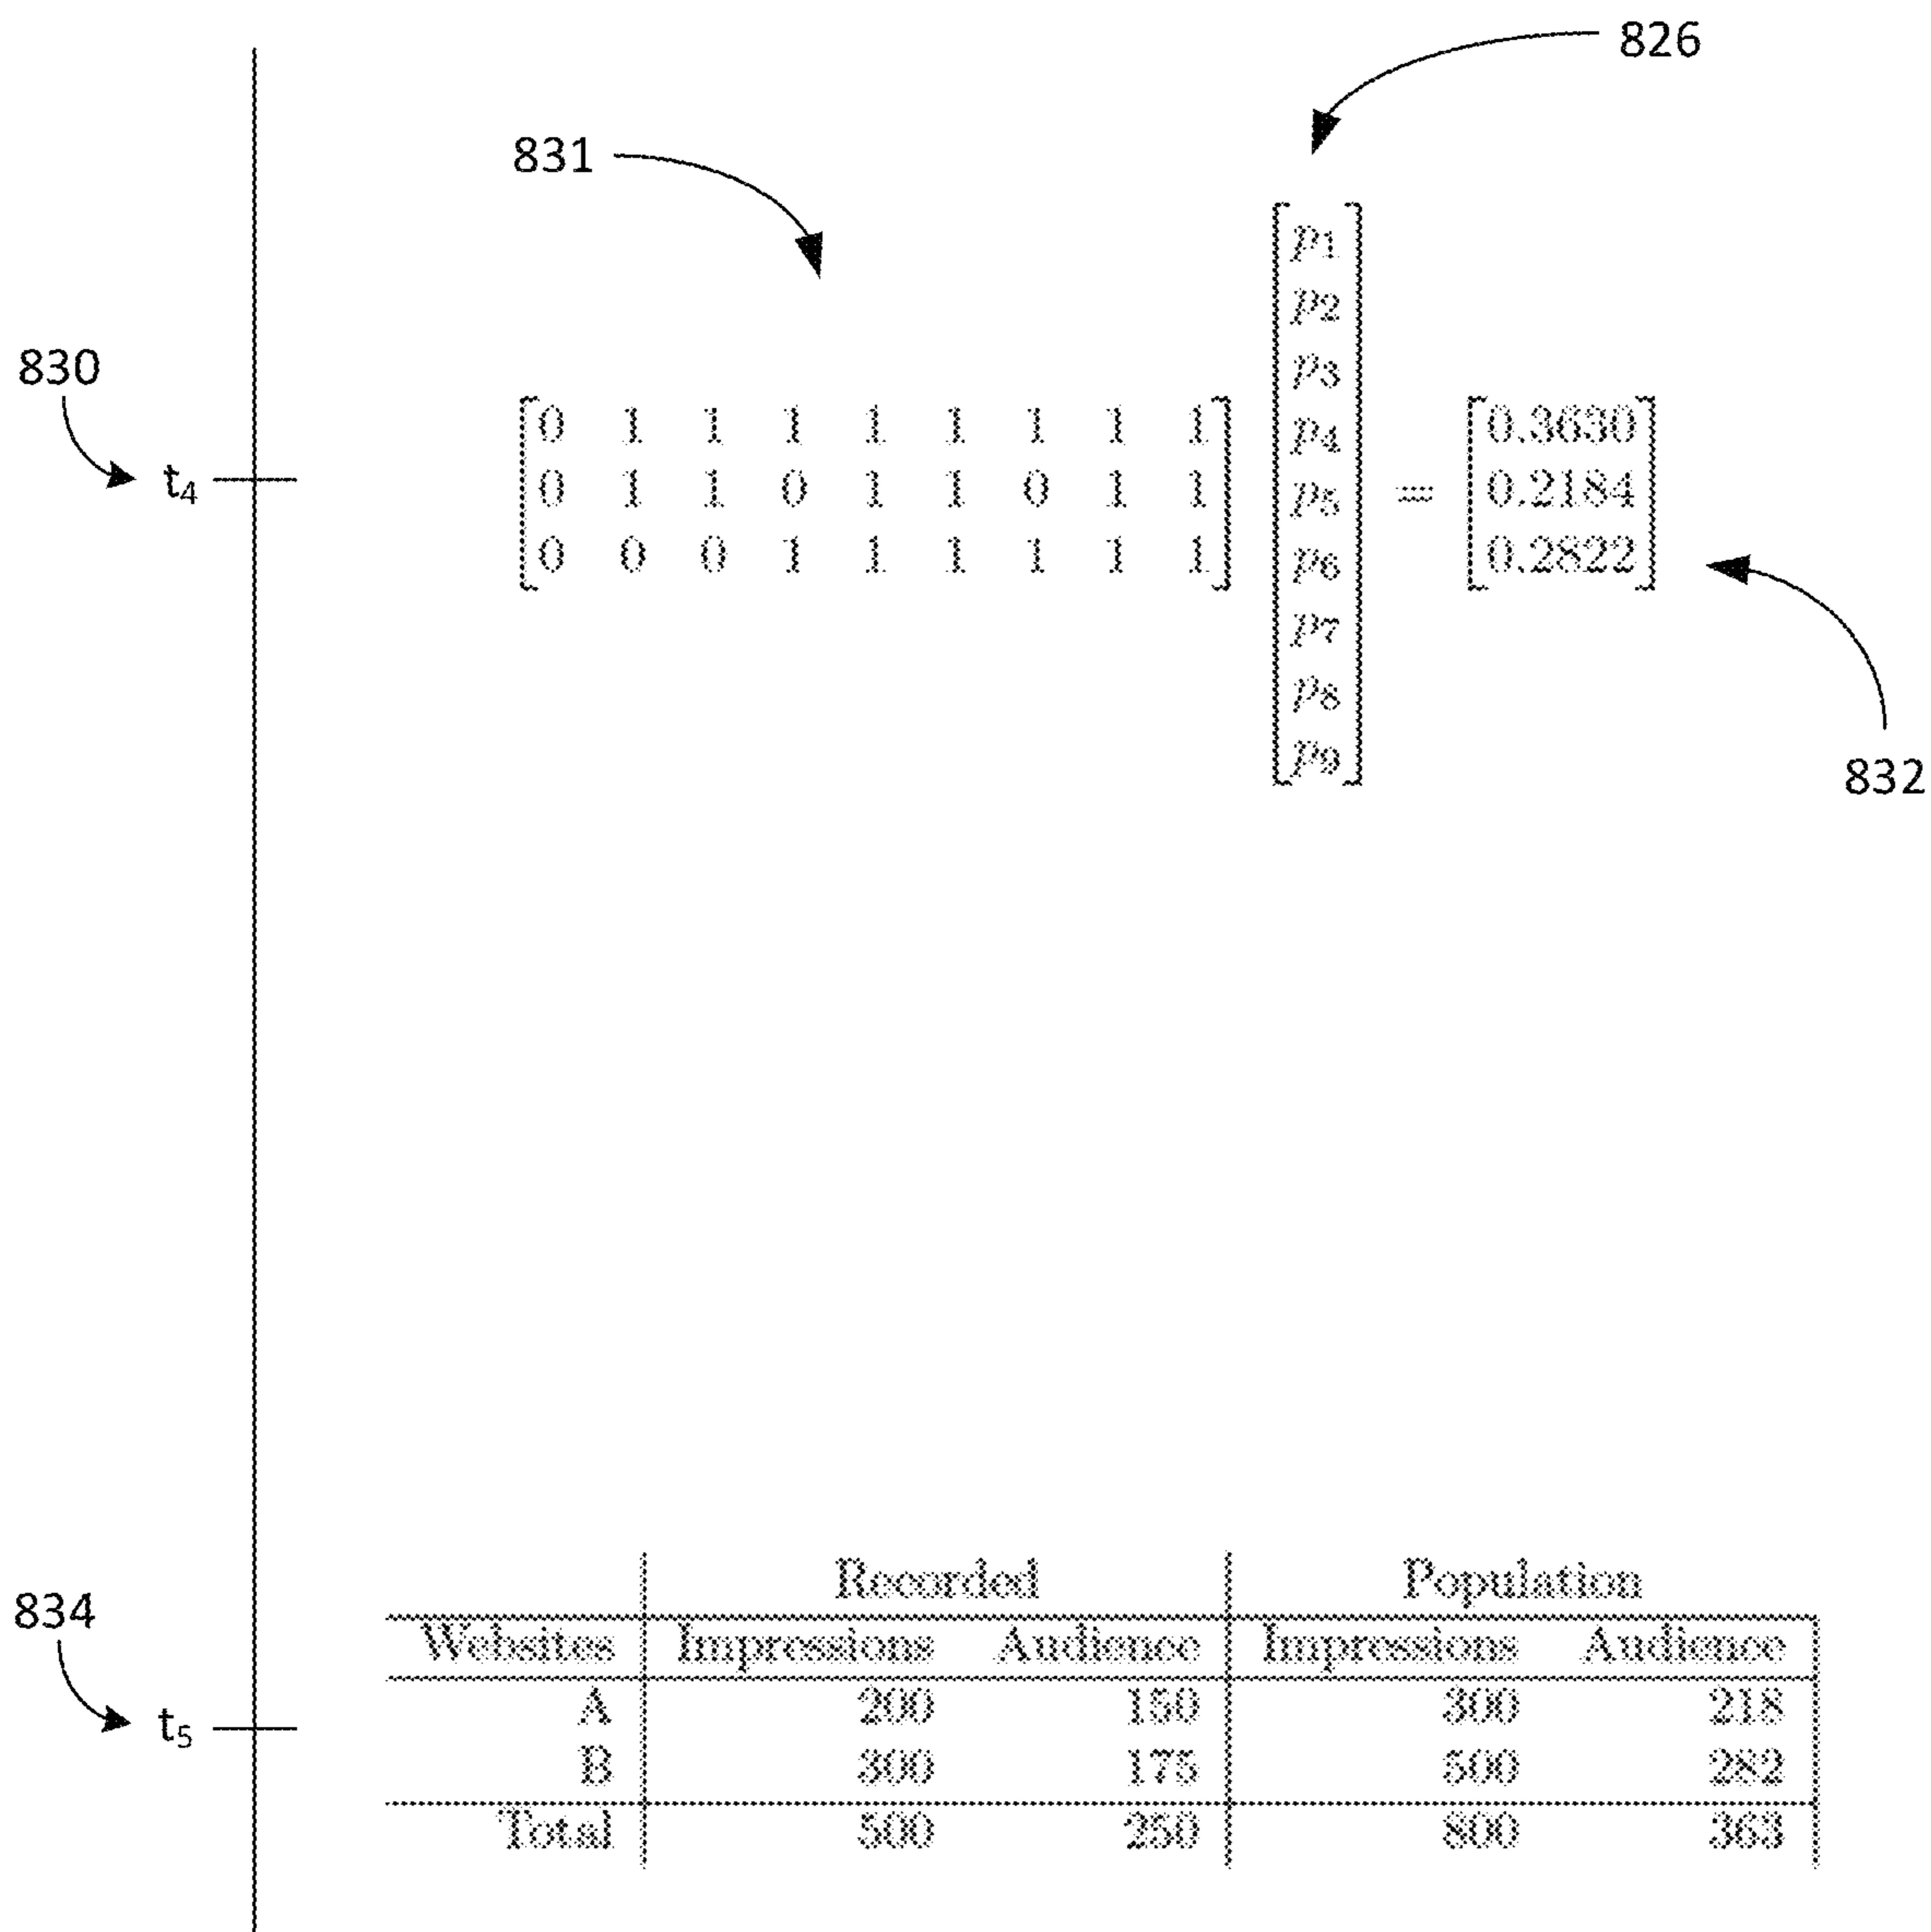 826
831
p1
p2
p3
830
0 1 1 1 1 1 1 1 1 p4 0.3630
t4 0 1 1 0 1 1 0 1 1 p5 = 0.2184
0 0 0 1 1 1 1 1 1 p6 0.2822
p7
p8
p9
832
Recorded Population
834
Websites Impressions Audience Impressions Audience
A 200 150 300 218
t5
B 300 175 500 282
Total 500 250 800 363